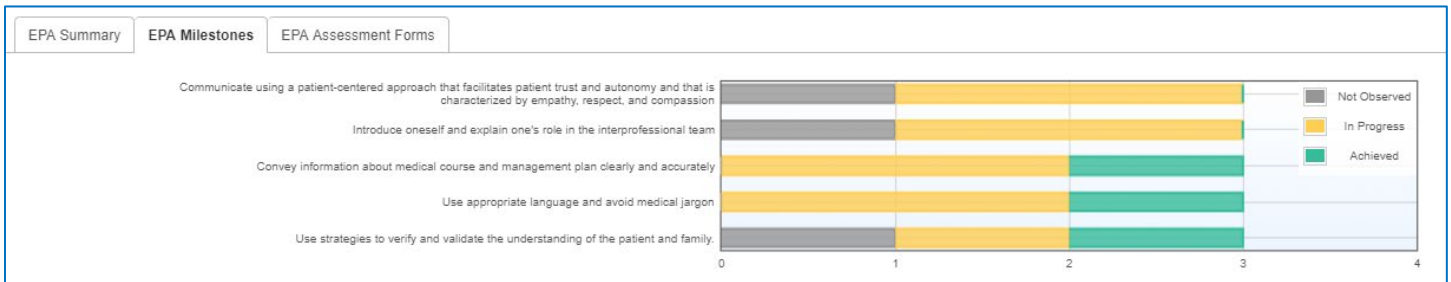 EPA Summary
EPA Milestones
EPA Assessment Forms
Communicate using a patient-centered approach that facilitates patient trust and autonomy and that is
characterized by empathy, respect, and compassion
Introduce oneself and explain one's role in the interprofessional team
Convey information about medical course and management plan clearly and accurately
Use appropriate language and avoid medical jargon
Use strategies to verify and validate the understanding of the patient and family.
Not Observed
In Progress
Achieved
0 1 2 3 4